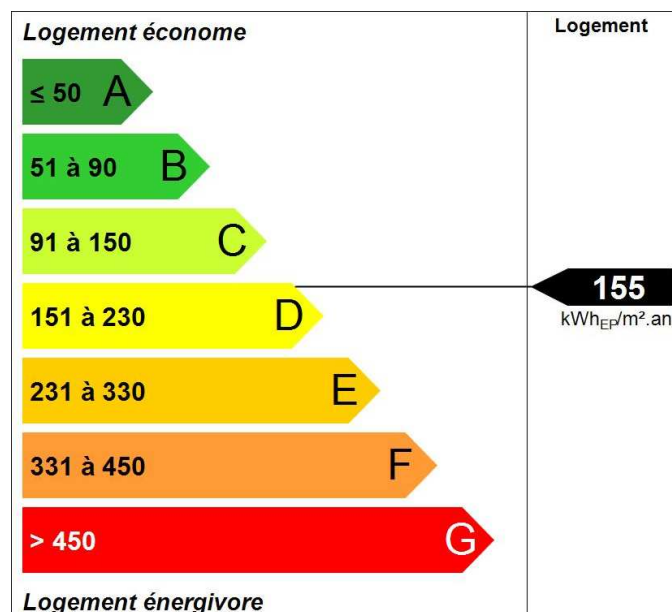 Logement économe
Logement
≤ 50 A
51 à 90 B
91 à 150 C
155
kWhEP/m².an
151 à 230 D
231 à 330 E
331 à 450 F
> 450 G
Logement énergivore